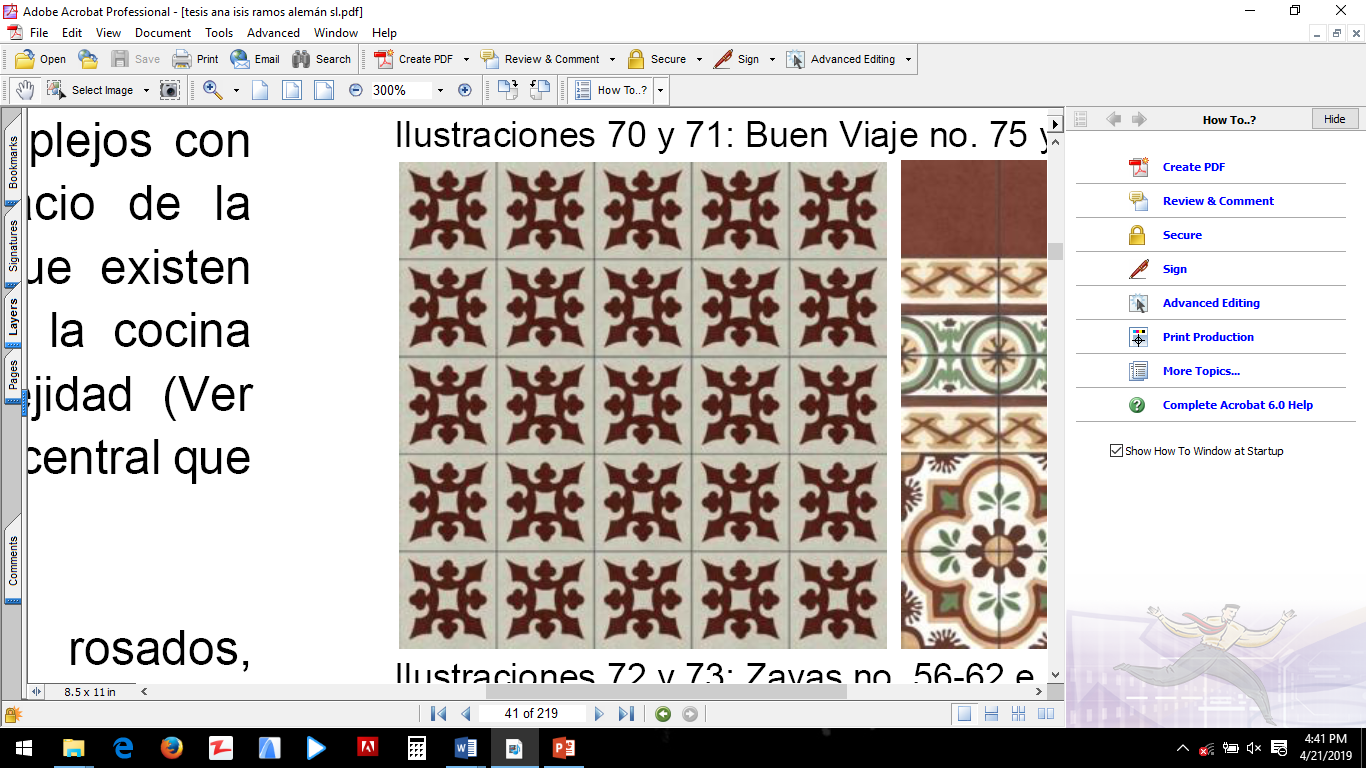 Adobe Acrobat Professional - [tesis ana isis ramos alemán sl.pdf]
File Edit View Document Tools Advanced Window Help
Open Save Print Email Search Create PDF Review & Comment Secure Sign Advanced Editing
Select Image 300% How To..?
Bookmarks
Signatures
Layers
Pages
Comments
plejos con
acio de la
ue existen
la cocina
ejidad (Ver
central que
rosados,
Ilustraciones 70 y 71: Buen Viaje no. 75 y
Ilustraciones 72 y 73: Zayas no. 56-62 e
How To..? Hide
Create PDF
Review & Comment
Secure
Sign
Advanced Editing
Print Production
More Topics...
Complete Acrobat 6.0 Help
Show How To Window at Startup
8.5 x 11 in
41 of 219
4:41 PM
4/21/2019